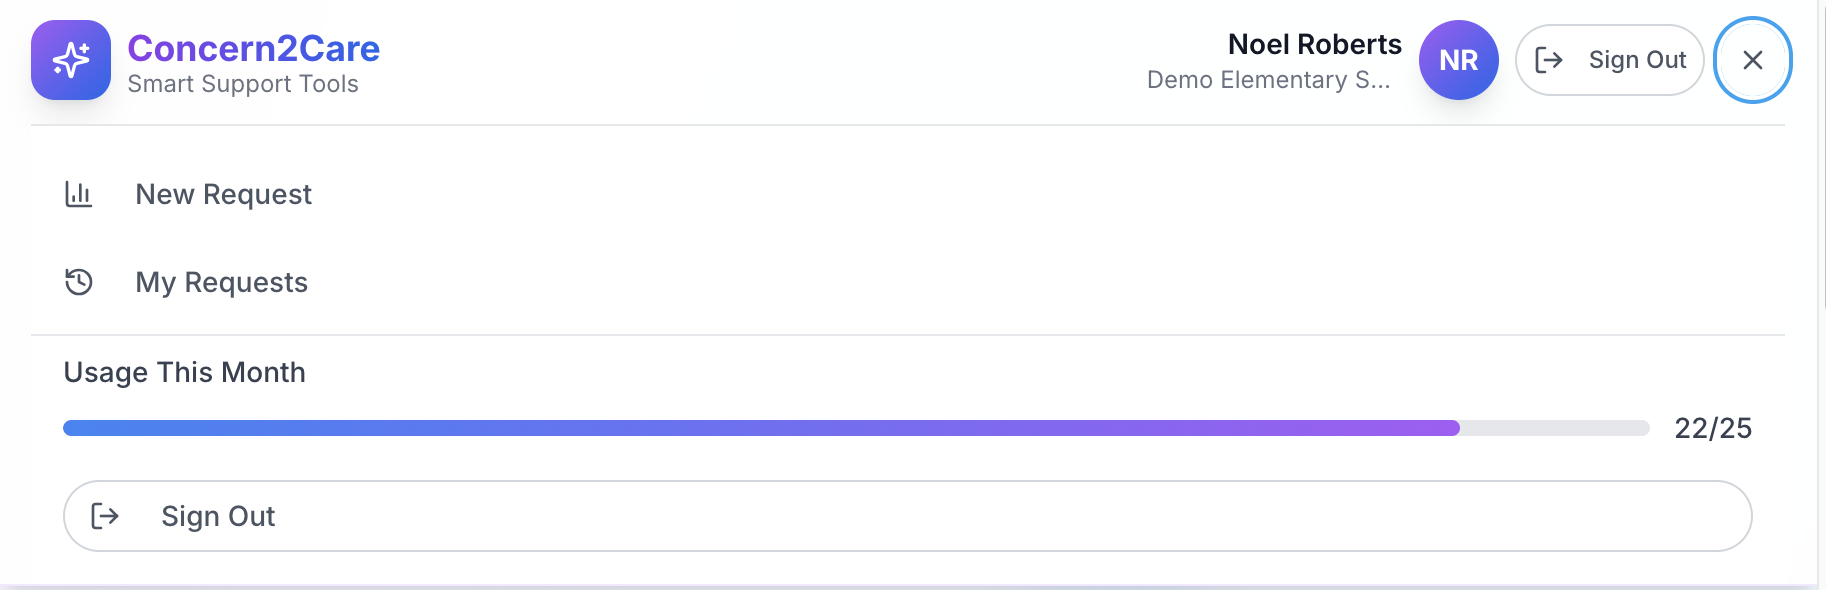 Concern2Care
Smart Support Tools
Noel Roberts
Demo Elementary S...
NR
Sign Out
New Request
My Requests
Usage This Month
22/25
Sign Out